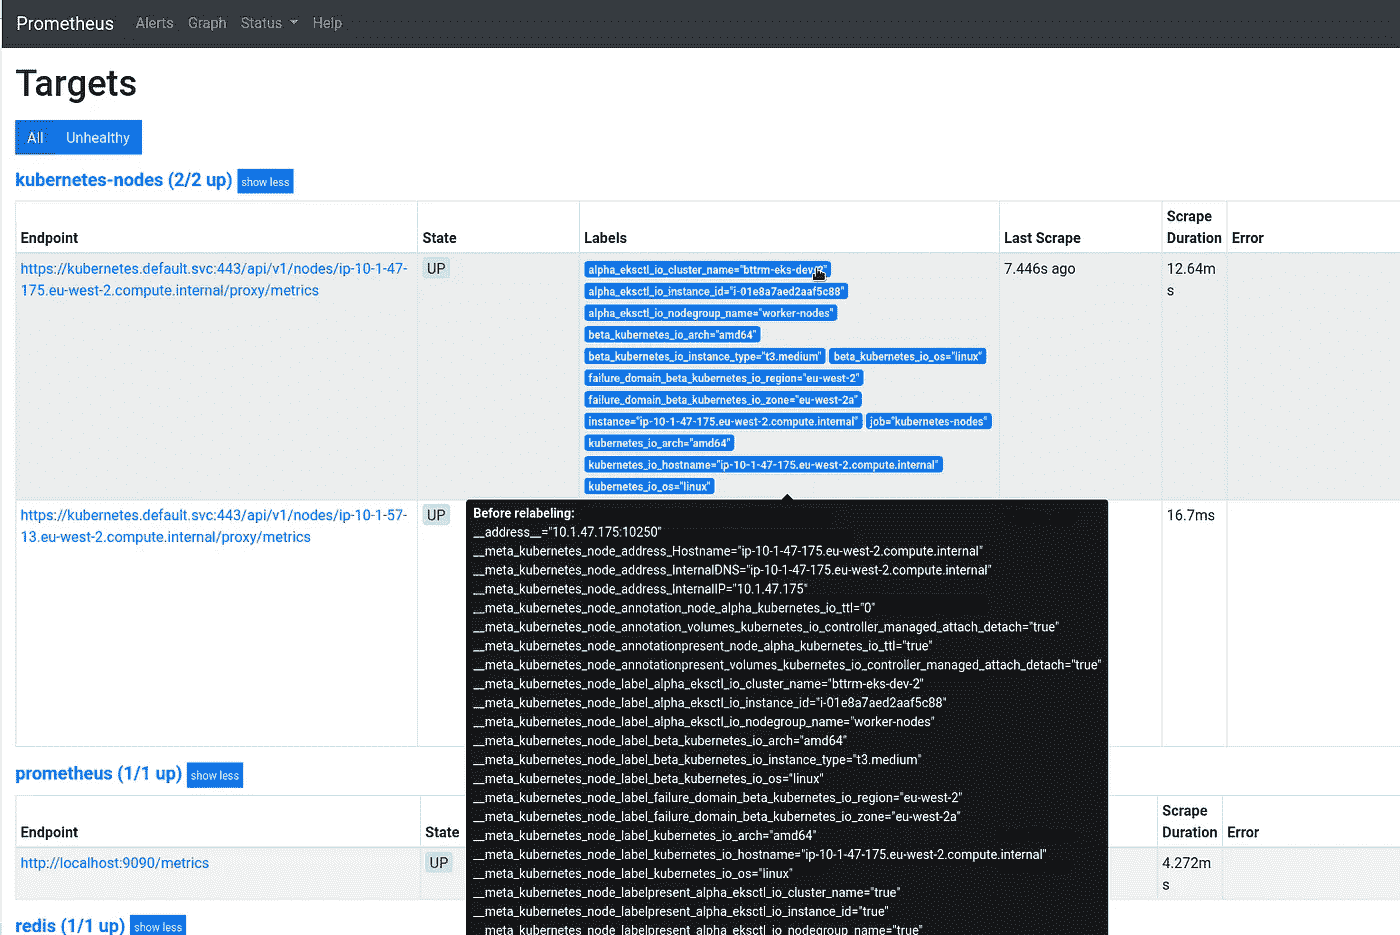 Prometheus Alerts Graph Status Help
Targets
All Unhealthy
kubernetes-nodes (2/2 up) show less
Endpoint State Labels Last Scrape Scrape Duration Error
https://kubernetes.default.svc:443/api/v1/nodes/ip-10-1-47-
175.eu-west-2.compute.internal/proxy/metrics
UP
alpha_eksctl_io_cluster_name="bttrm-eks-dev-2"
alpha_eksctl_io_instance_id="i-01e8a7aed2aaf5c88"
alpha_eksctl_io_nodegroup_name="worker-nodes"
beta_kubernetes_io_arch="amd64"
beta_kubernetes_io_instance_type="t3.medium" beta_kubernetes_io_os="linux"
failure_domain_beta_kubernetes_io_region="eu-west-2"
failure_domain_beta_kubernetes_io_zone="eu-west-2a"
instance="ip-10-1-47-175.eu-west-2.compute.internal" job="kubernetes-nodes"
kubernetes_io_arch="amd64"
kubernetes_io_hostname="ip-10-1-47-175.eu-west-2.compute.internal"
kubernetes_io_os="linux"
7.446s ago
12.64m
s
https://kubernetes.default.svc:443/api/v1/nodes/ip-10-1-57-
13.eu-west-2.compute.internal/proxy/metrics
UP
16.7ms
Before relabeling:
__address__="10.1.47.175:10250"
__meta_kubernetes_node_address_Hostname="ip-10-1-47-175.eu-west-2.compute.internal"
__meta_kubernetes_node_address_InternalDNS="ip-10-1-47-175.eu-west-2.compute.internal"
__meta_kubernetes_node_address_InternalIP="10.1.47.175"
__meta_kubernetes_node_annotation_node_alpha_kubernetes_io_ttl="0"
__meta_kubernetes_node_annotation_volumes_kubernetes_io_controller_managed_attach_detach="true"
__meta_kubernetes_node_annotationpresent_node_alpha_kubernetes_io_ttl="true"
__meta_kubernetes_node_annotationpresent_volumes_kubernetes_io_controller_managed_attach_detach="true"
__meta_kubernetes_node_label_alpha_eksctl_io_cluster_name="bttrm-eks-dev-2"
__meta_kubernetes_node_label_alpha_eksctl_io_instance_id="i-01e8a7aed2aaf5c88"
__meta_kubernetes_node_label_alpha_eksctl_io_nodegroup_name="worker-nodes"
__meta_kubernetes_node_label_beta_kubernetes_io_arch="amd64"
__meta_kubernetes_node_label_beta_kubernetes_io_instance_type="t3.medium"
__meta_kubernetes_node_label_beta_kubernetes_io_os="linux"
__meta_kubernetes_node_label_failure_domain_beta_kubernetes_io_region="eu-west-2"
__meta_kubernetes_node_label_failure_domain_beta_kubernetes_io_zone="eu-west-2a"
__meta_kubernetes_node_label_kubernetes_io_arch="amd64"
__meta_kubernetes_node_label_kubernetes_io_hostname="ip-10-1-47-175.eu-west-2.compute.internal"
__meta_kubernetes_node_label_kubernetes_io_os="linux"
__meta_kubernetes_node_labelpresent_alpha_eksctl_io_cluster_name="true"
__meta_kubernetes_node_labelpresent_alpha_eksctl_io_instance_id="true"
__meta_kubernetes_node_labelpresent_alpha_eksctl_io_nodegroup_name="true"
prometheus (1/1 up) show less
Endpoint State Scrape Duration Error
http://localhost:9090/metrics UP 4.272m
s
redis (1/1 up) show less